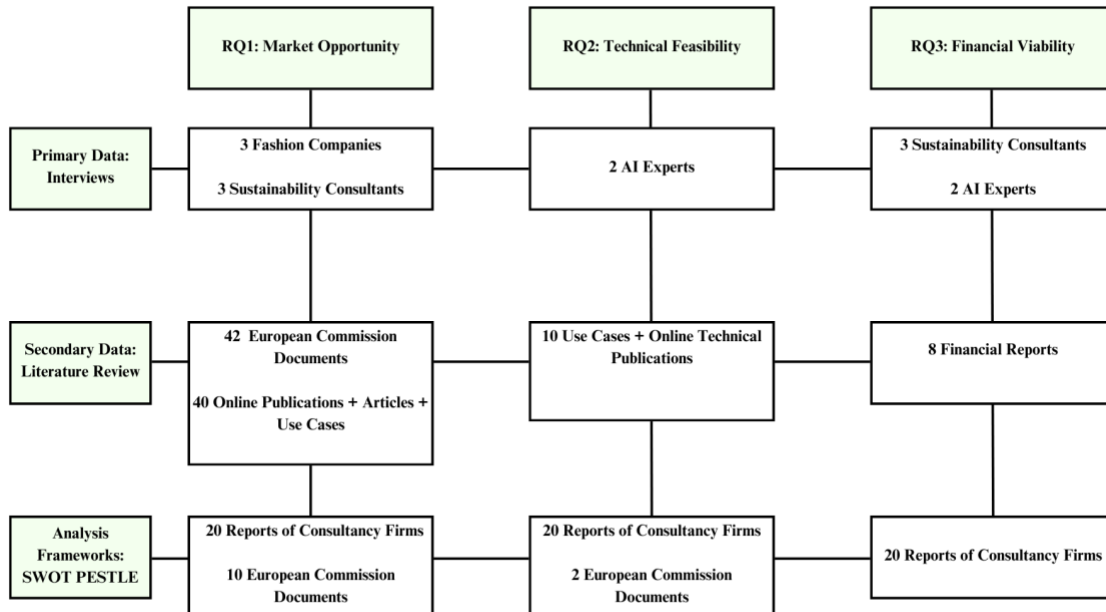 RQ1: Market Opportunity
RQ2: Technical Feasibility
RQ3: Financial Viability
Primary Data:
Interviews
3 Fashion Companies
3 Sustainability Consultants
2 AI Experts
3 Sustainability Consultants
2 AI Experts
Secondary Data:
Literature Review
42 European Commission
Documents
40 Online Publications + Articles +
Use Cases
10 Use Cases + Online Technical
Publications
8 Financial Reports
Analysis
Frameworks:
SWOT PESTLE
20 Reports of Consultancy Firms
10 European Commission
Documents
20 Reports of Consultancy Firms
2 European Commission
Documents
20 Reports of Consultancy Firms